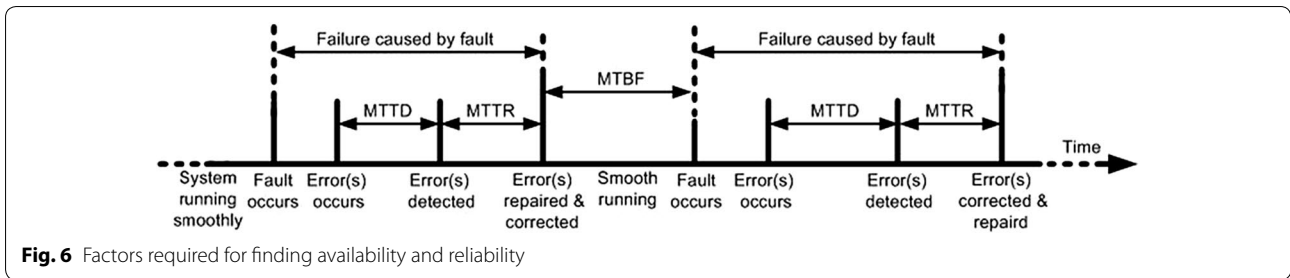 Failure caused by fault
Failure caused by fault
MTBF
MTTD
MTTR
MTTD
MTTR
Time
System
running
smoothly
Fault
occurs
Error(s)
occurs
Error(s)
detected
Error(s)
repaired &
corrected
Smooth
running
Fault
occurs
Error(s)
occurs
Error(s)
detected
Error(s)
corrected &
repaird
Fig. 6 Factors required for finding availability and reliability